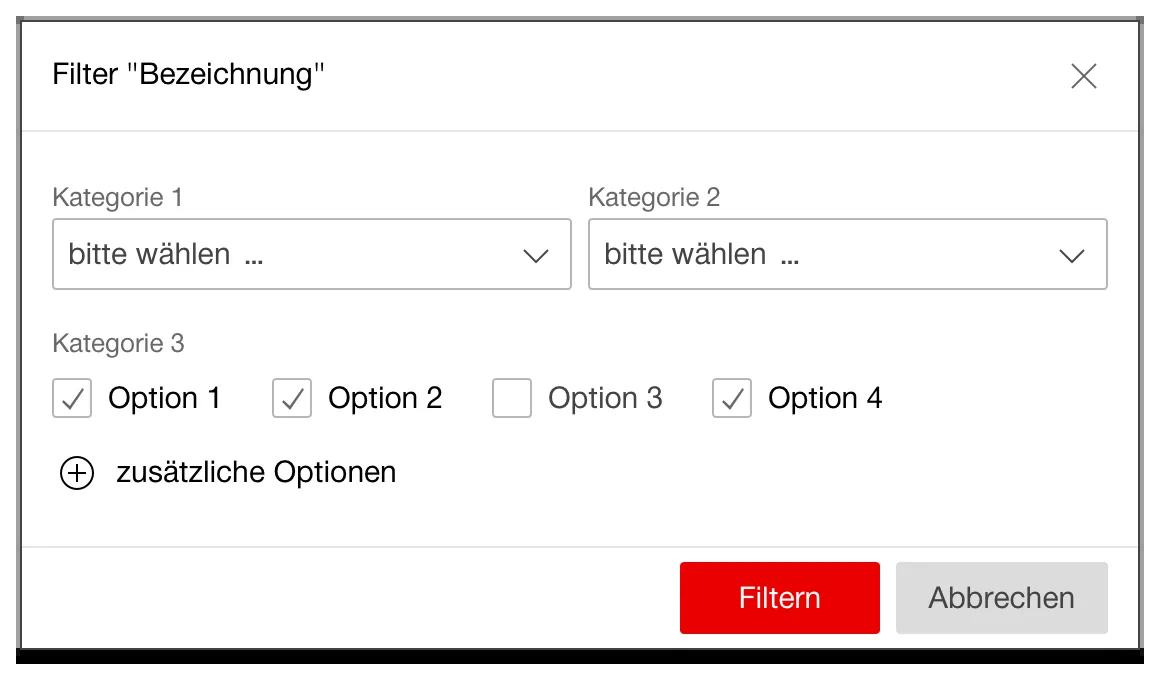 Filter "Bezeichnung"
Kategorie 1 Kategorie 2
bitte wählen ... bitte wählen ...
Kategorie 3
Option 1 Option 2 Option 3 Option 4
zusätzliche Optionen
Filtern Abbrechen